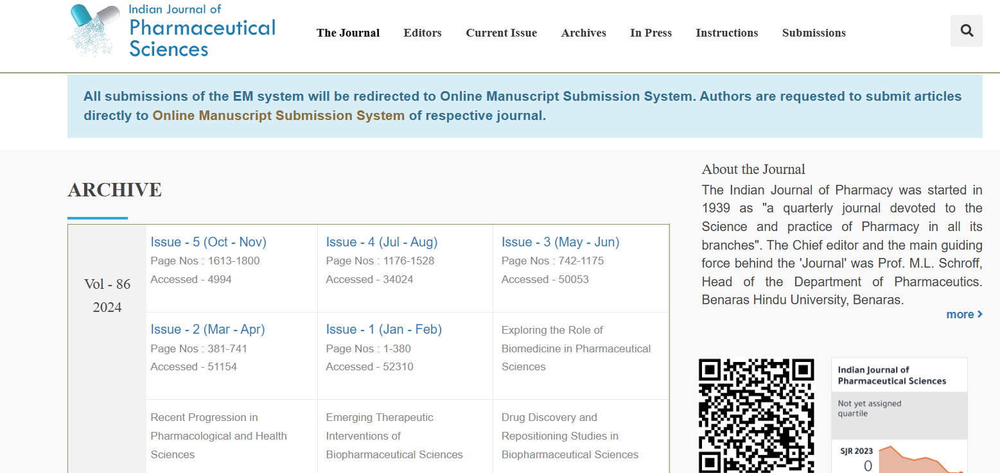 Indian Journal of
Pharmaceutical
Sciences
The Journal
Editors
Current Issue
Archives
In Press
Instructions
Submissions
All submissions of the EM system will be redirected to Online Manuscript Submission System. Authors are requested to submit articles
directly to Online Manuscript Submission System of respective journal.
ARCHIVE
Vol - 86
2024
Issue - 5 (Oct - Nov)
Page Nos : 1613-1800
Accessed - 4994
Issue - 4 (Jul - Aug)
Page Nos : 1176-1528
Accessed - 34024
Issue - 3 (May - Jun)
Page Nos : 742-1175
Accessed - 50053
Issue - 2 (Mar - Apr)
Page Nos : 381-741
Accessed - 51154
Issue - 1 (Jan - Feb)
Page Nos : 1-380
Accessed - 52310
Exploring the Role of
Biomedicine in Pharmaceutical
Sciences
Recent Progression in
Pharmacological and Health
Sciences
Emerging Therapeutic
Interventions of
Biopharmaceutical Sciences
Drug Discovery and
Repositioning Studies in
Biopharmaceutical Sciences
About the Journal
The Indian Journal of Pharmacy was started in
1939 as "a quarterly journal devoted to the
Science and practice of Pharmacy in all its
branches". The Chief editor and the main guiding
force behind the 'Journal' was Prof. M.L. Schroff,
Head of the Department of Pharmaceutics.
Benaras Hindu University, Benaras.
more
Indian Journal of
Pharmaceutical Sciences
Not yet assigned
quartile
SJR 2023
0